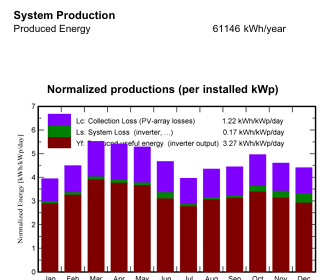 System Production
Produced Energy 61146 kWh/year
Normalized productions (per installed kWp)
7
Lc: Collection Loss (PV-array losses) 1.22 kWh/kWp/day
Ls: System Loss (inverter, ...) 0.17 kWh/kWp/day
Yf: Produced useful energy (inverter output) 3.27 kWh/kWp/day
6
5
4
3
2
1
0
Normalized Energy [kWh/kWp/day]
Jan Feb Mar Apr May Jun Jul Aug Sep Oct Nov Dec